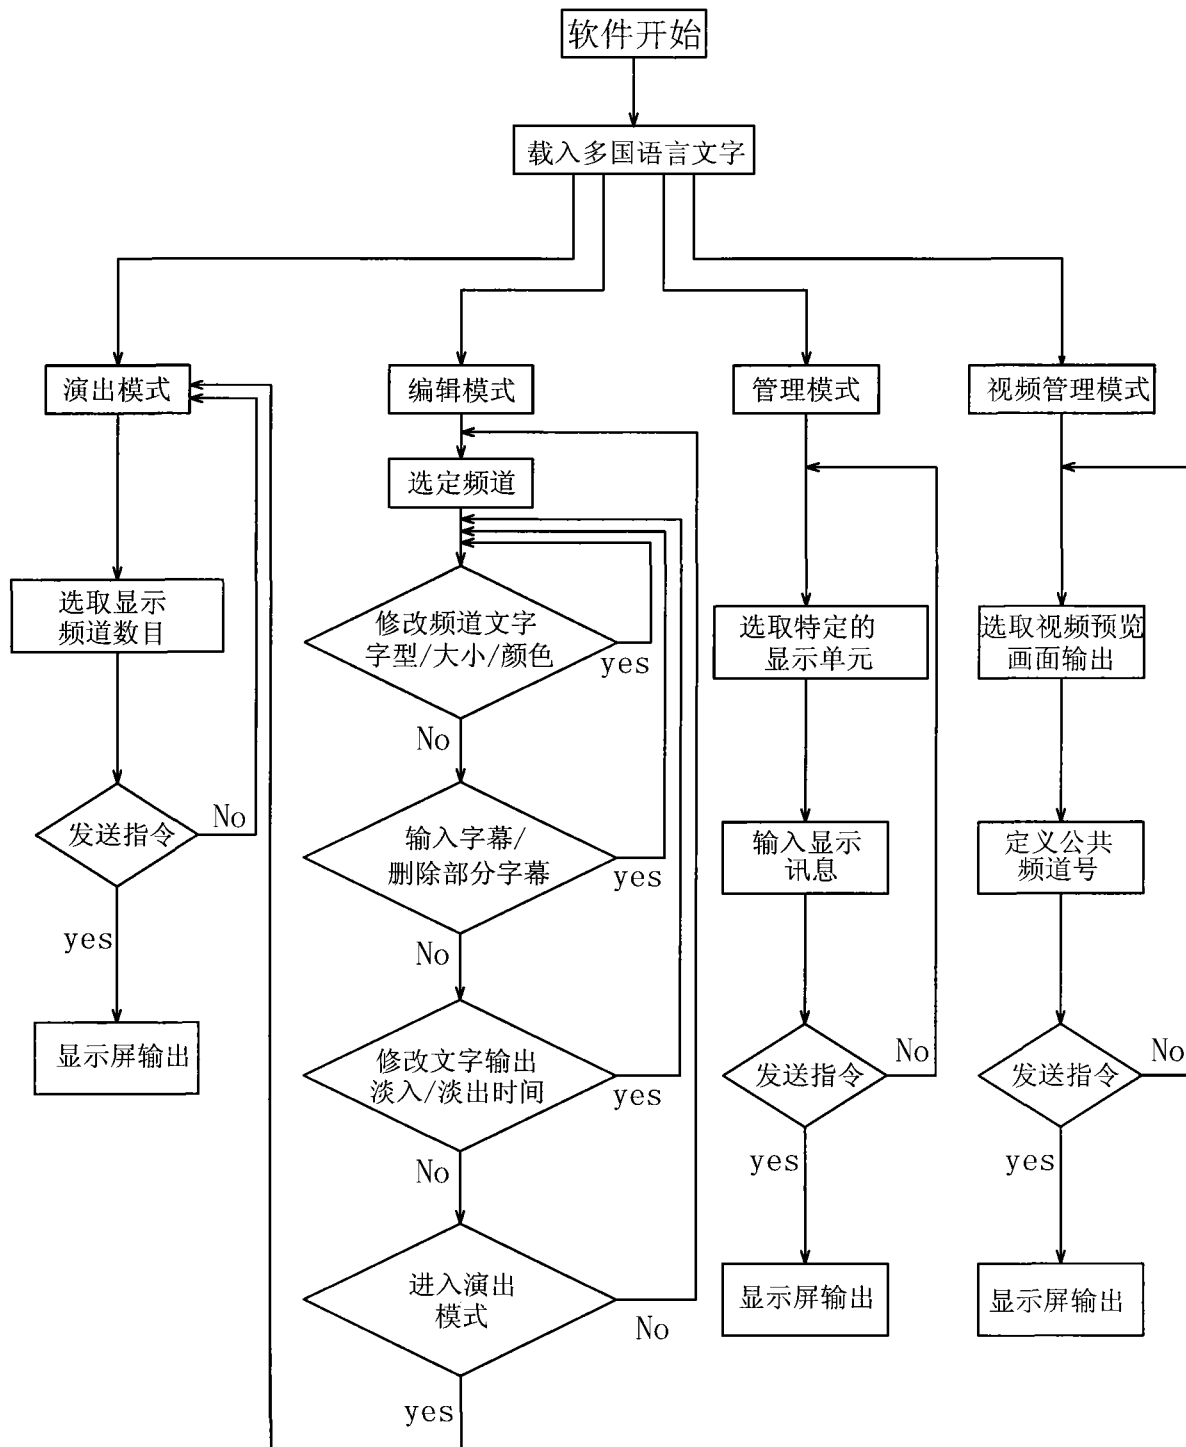 软件开始
载入多国语言文字
演出模式
编辑模式
管理模式
视频管理模式
选定频道
选取显示
频道数目
修改频道文字
字型/大小/颜色
yes
选取特定的
显示单元
选取视频预览
画面输出
No
发送指令
No
输入字幕/
删除部分字幕
yes
输入显示
讯息
定义公共
频道号
yes
No
显示屏输出
修改文字输出
淡入/淡出时间
yes
发送指令
No
发送指令
No
No
yes
yes
进入演出
模式
No
显示屏输出
显示屏输出
yes